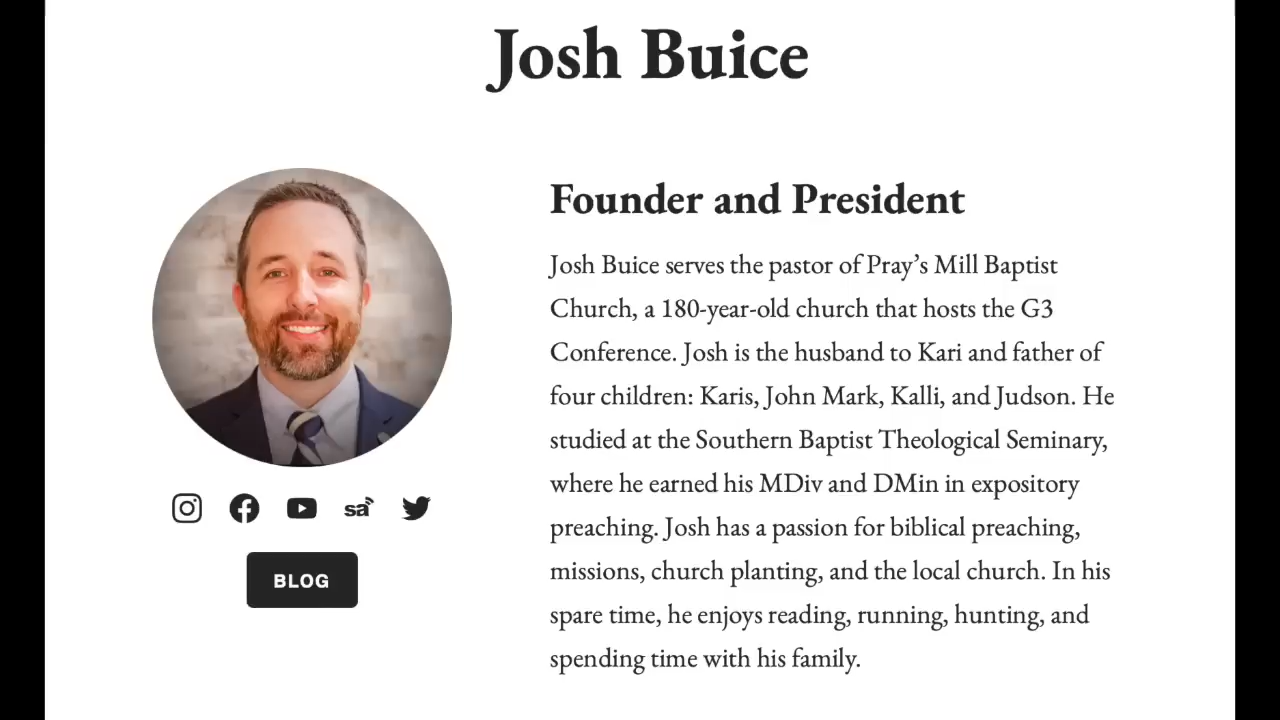 Josh Buice
Founder and President
Josh Buice serves the pastor of Pray’s Mill Baptist
Church, a 180-year-old church that hosts the G3
Conference. Josh is the husband to Kari and father of
four children: Karis, John Mark, Kalli, and Judson. He
studied at the Southern Baptist Theological Seminary,
where he earned his MDiv and DMin in expository
preaching. Josh has a passion for biblical preaching,
missions, church planting, and the local church. In his
spare time, he enjoys reading, running, hunting, and
spending time with his family.
sa
BLOG